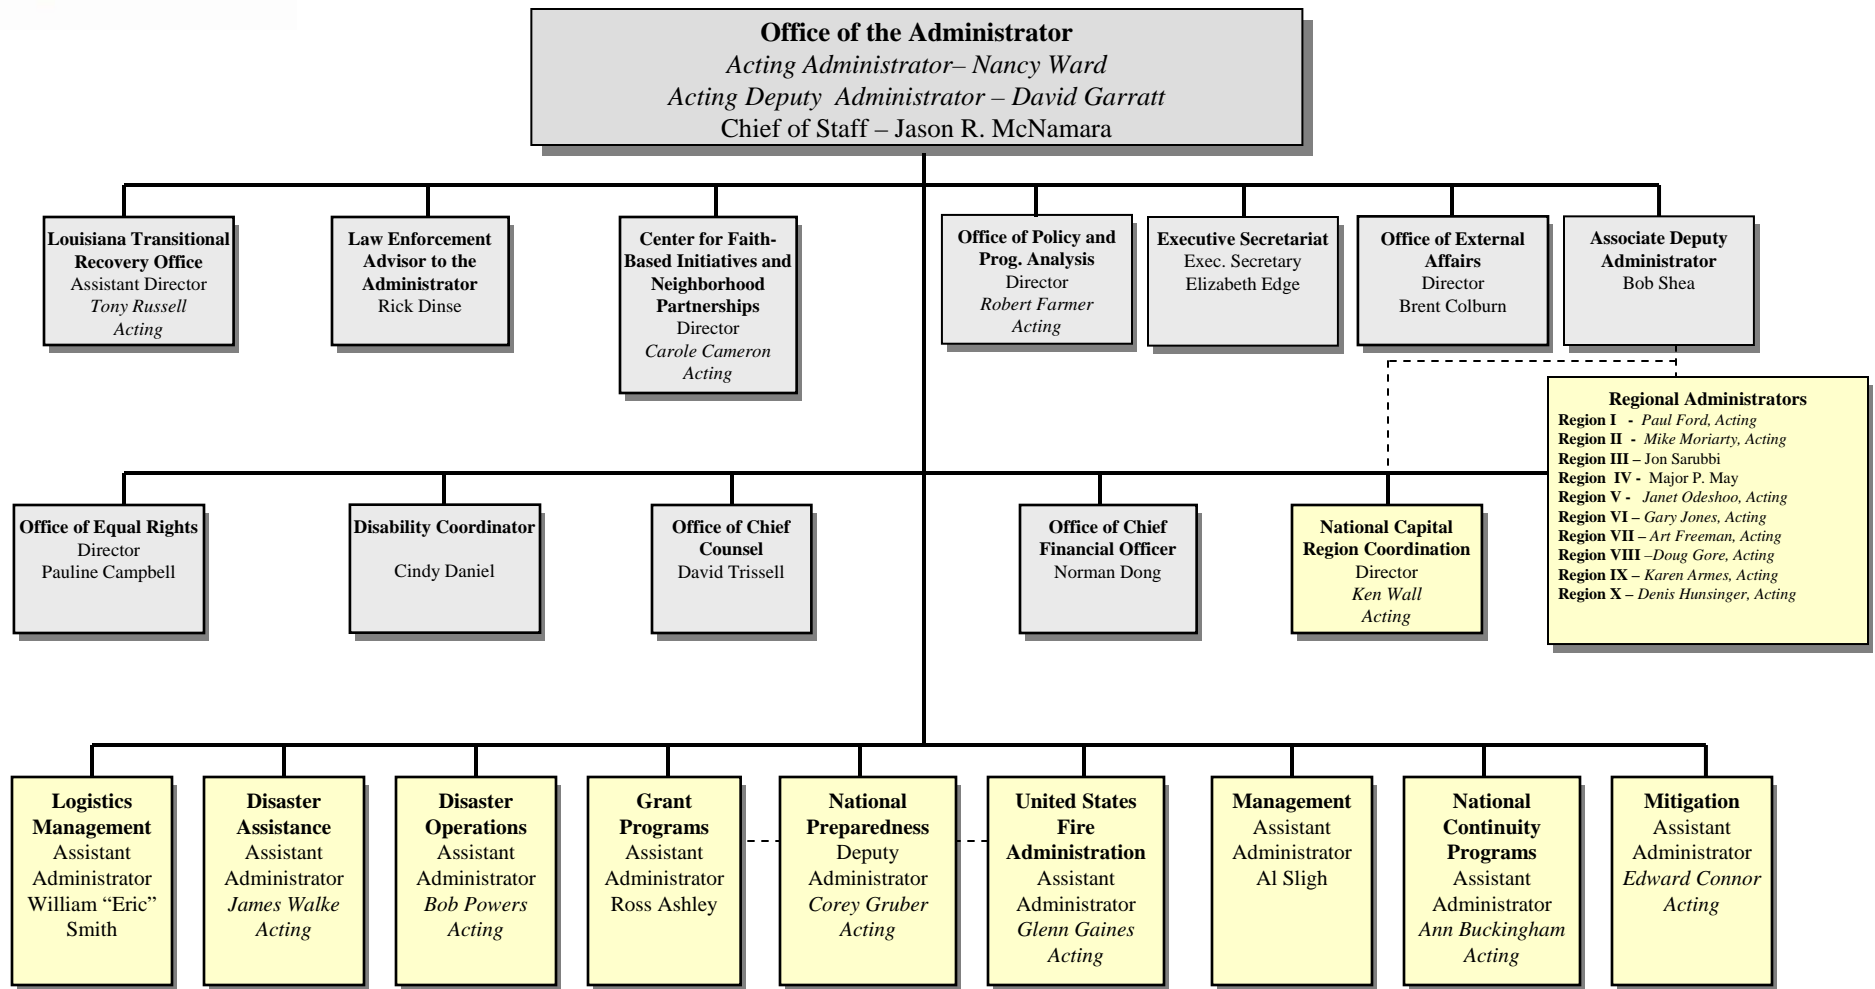 Office of the Administrator
Acting Administrator– Nancy Ward
Acting Deputy Administrator – David Garratt
Chief of Staff – Jason R. McNamara
Louisiana Transitional
Recovery Office
Assistant Director
Tony Russell
Acting
Law Enforcement
Advisor to the
Administrator
Rick Dinse
Center for Faith-
Based Initiatives and
Neighborhood
Partnerships
Director
Carole Cameron
Acting
Office of Policy and
Prog. Analysis
Director
Robert Farmer
Acting
Executive Secretariat
Exec. Secretary
Elizabeth Edge
Office of External
Affairs
Director
Brent Colburn
Associate Deputy
Administrator
Bob Shea
Regional Administrators
Region I - Paul Ford, Acting
Region II - Mike Moriarty, Acting
Region III – Jon Sarubbi
Region IV - Major P. May
Region V - Janet Odeshoo, Acting
Region VI – Gary Jones, Acting
Region VII – Art Freeman, Acting
Region VIII –Doug Gore, Acting
Region IX – Karen Armes, Acting
Region X – Denis Hunsinger, Acting
Office of Equal Rights
Director
Pauline Campbell
Disability Coordinator
Cindy Daniel
Office of Chief
Counsel
David Trissell
Office of Chief
Financial Officer
Norman Dong
National Capital
Region Coordination
Director
Ken Wall
Acting
Logistics
Management
Assistant
Administrator
William “Eric”
Smith
Disaster
Assistance
Assistant
Administrator
James Walke
Acting
Disaster
Operations
Assistant
Administrator
Bob Powers
Acting
Grant
Programs
Assistant
Administrator
Ross Ashley
National
Preparedness
Deputy
Administrator
Corey Gruber
Acting
United States
Fire
Administration
Assistant
Administrator
Glenn Gaines
Acting
Management
Assistant
Administrator
Al Sligh
National
Continuity
Programs
Assistant
Administrator
Ann Buckingham
Acting
Mitigation
Assistant
Administrator
Edward Connor
Acting